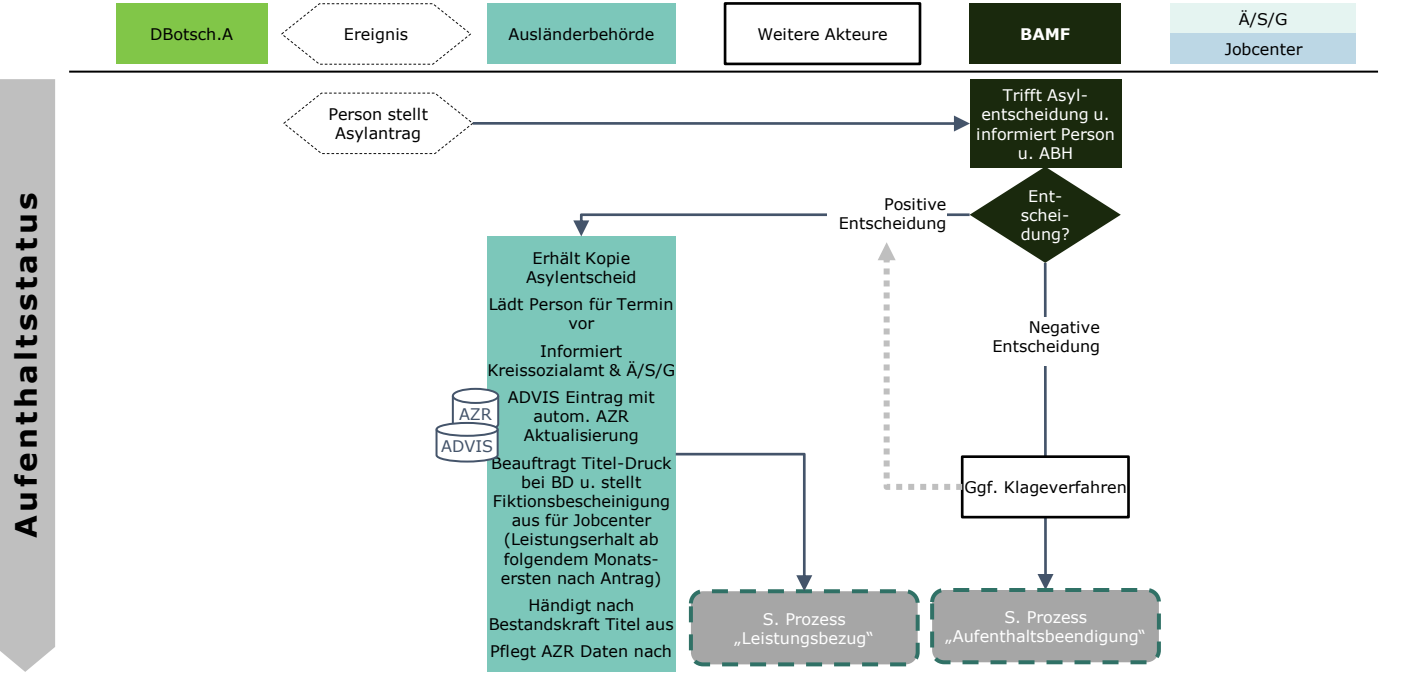 DBotsch.A
Ereignis
Ausländerbehörde
Weitere Akteure
BAMF
Ä/S/G
Jobcenter
Aufenthaltsstatus
Person stellt
Asylantrag
Trifft Asyl-
entscheidung u.
informiert Person
u. ABH
Ent-
schei-
dung?
Positive
Entscheidung
Negative
Entscheidung
Erhält Kopie
Asylentscheid
Lädt Person für Termin
vor
Informiert
Kreissozialamt & Ä/S/G
AZR
ADVIS
ADVIS Eintrag mit
autom. AZR
Aktualisierung
Beauftragt Titel-Druck
bei BD u. stellt
Fiktionsbescheinigung
aus für Jobcenter
(Leistungserhalt ab
folgendem Monats-
ersten nach Antrag)
Händigt nach
Bestandskraft Titel aus
Pflegt AZR Daten nach
Ggf. Klageverfahren
S. Prozess
„Leistungsbezug“
S. Prozess
„Aufenthaltsbeendigung“